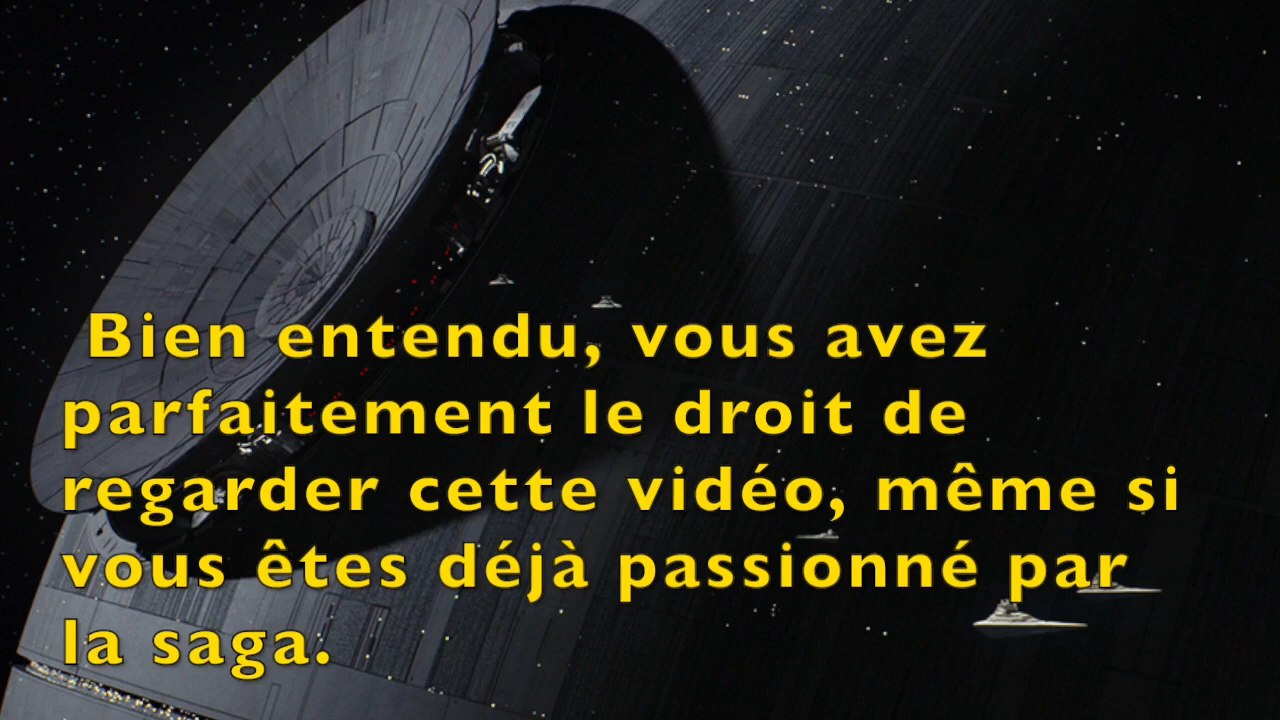 Bien entendu, vous avez
parfaitement le droit de
regarder cette vidéo, même si
vous êtes déjà passionné par
la saga.